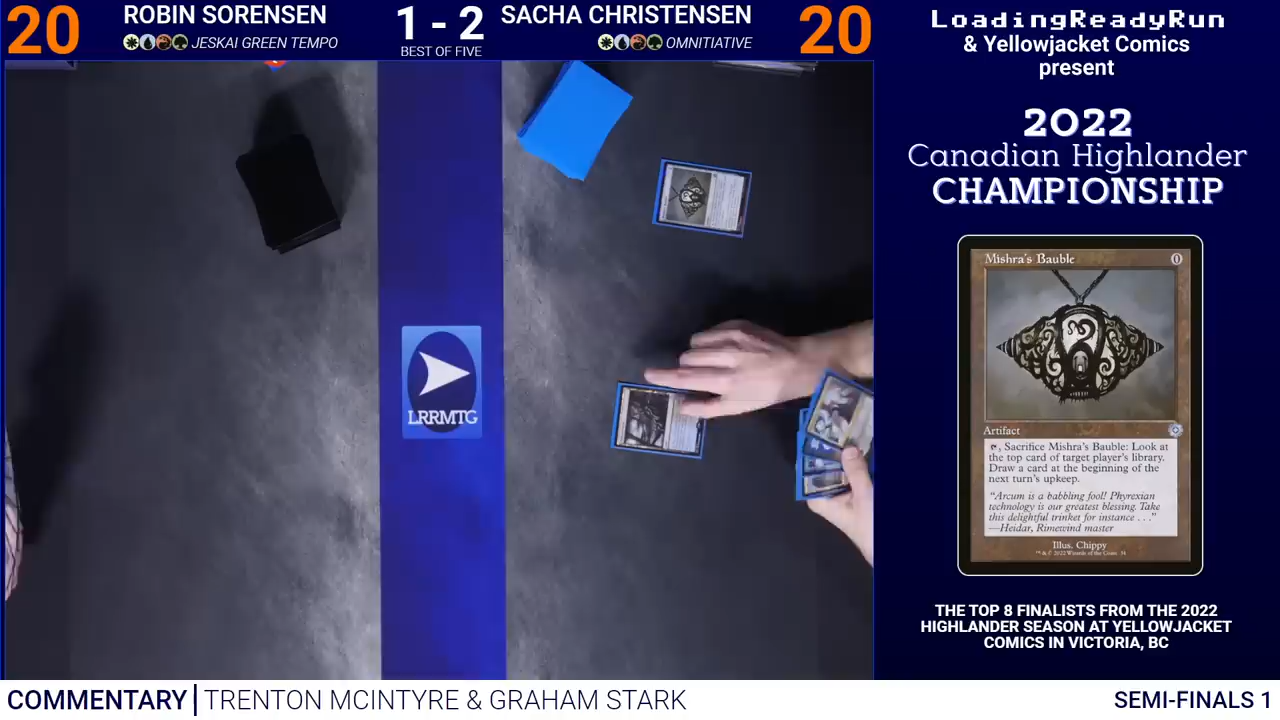 20
ROBIN SORENSEN
JESKAI GREEN TEMPO
1 - 2
BEST OF FIVE
SACHA CHRISTENSEN
OMNITIATIVE
20
LoadingReadyRun
& Yellowjacket Comics
present
2022
Canadian Highlander
CHAMPIONSHIP
LRRMTG
Mishra's Bauble 0
Artifact
, Sacrifice Mishra's Bauble: Look at
the top card of target player's library.
Draw a card at the beginning of the
next turn's upkeep.
"Arcum is a babbling fool! Phyrexian
technology is our greatest blessing. Take
this delightful trinket for instance . . ."
—Heidar, Rimewind master
Illus. Chippy
THE TOP 8 FINALISTS FROM THE 2022
HIGHLANDER SEASON AT YELLOWJACKET
COMICS IN VICTORIA, BC
COMMENTARY TRENTON MCINTYRE & GRAHAM STARK
SEMI-FINALS 1